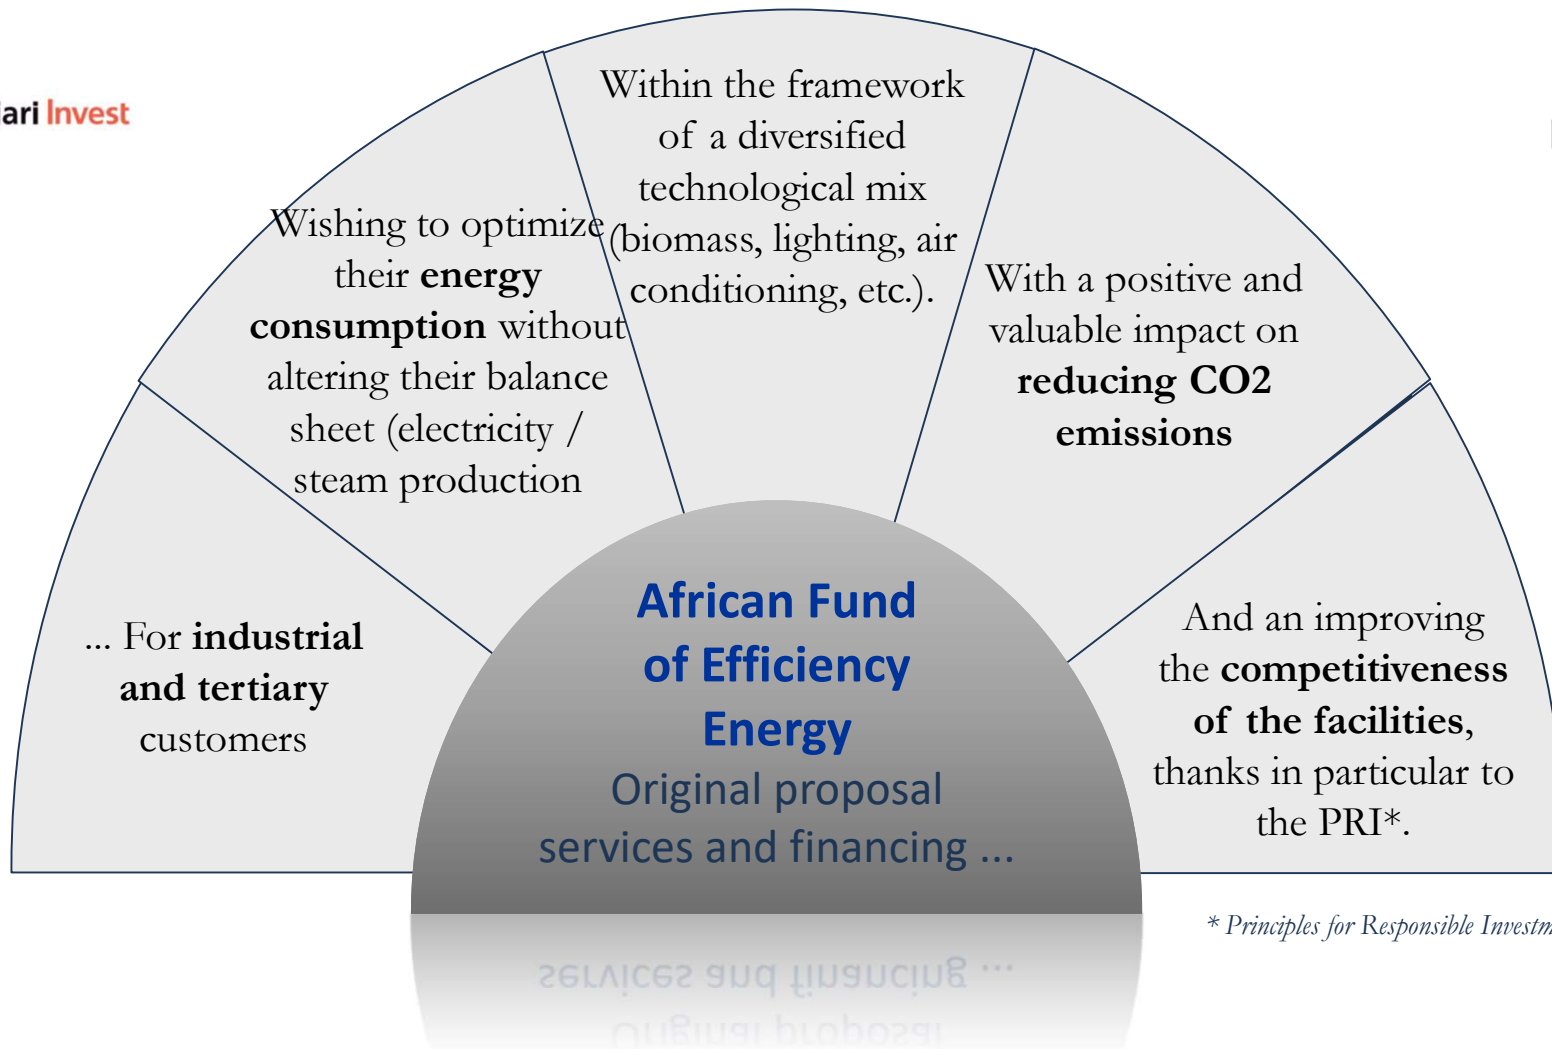 iari Invest
... For industrial
and tertiary
customers
Wishing to optimize
their energy
consumption without
altering their balance
sheet (electricity /
steam production
Within the framework
of a diversified
technological mix
(biomass, lighting, air
conditioning, etc.).
With a positive and
valuable impact on
reducing CO2
emissions
And an improving
the competitiveness
of the facilities,
thanks in particular to
the PRI*.
African Fund
of Efficiency
Energy
Original proposal
services and financing ...
* Principles for Responsible Investm